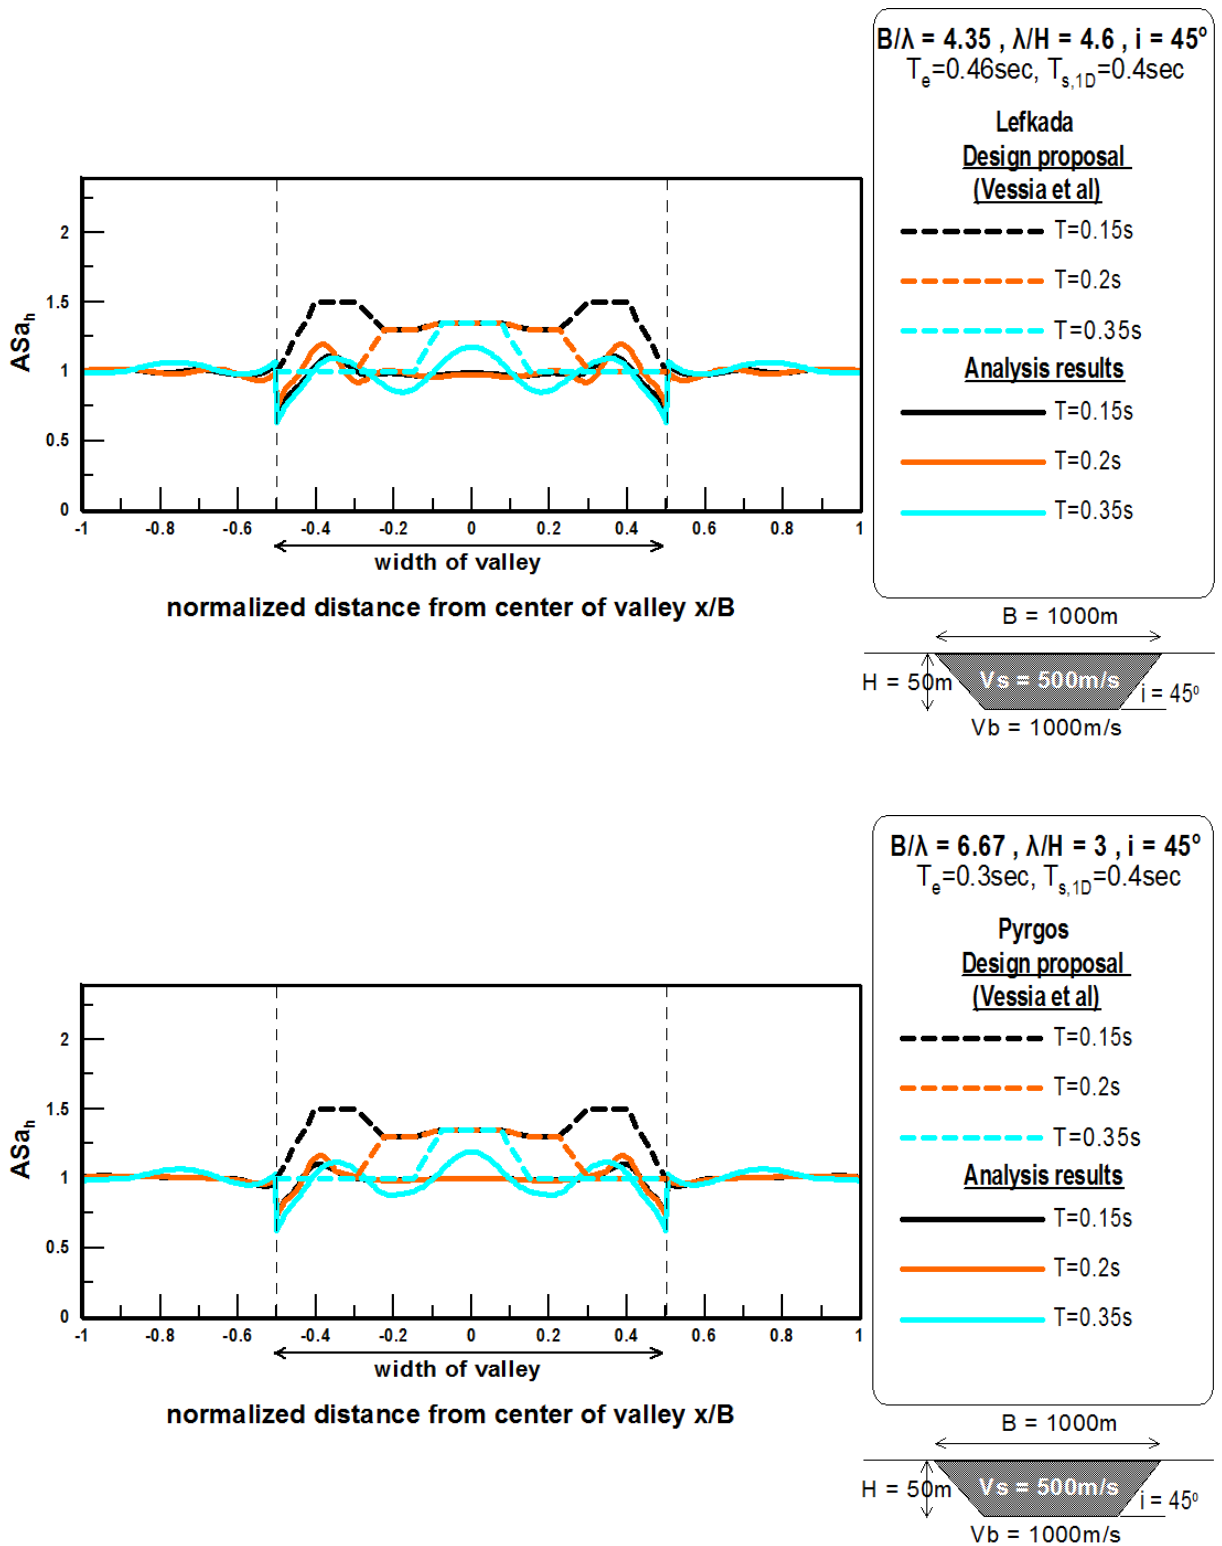 B/λ = 4.35 , λ/H = 4.6 , i = 45°
Te=0.46sec, Ts,1D=0.4sec
Lefkada
Design proposal
(Vessia et al)
T=0.15s
T=0.2s
T=0.35s
Analysis results
T=0.15s
T=0.2s
T=0.35s
ASah
2
1.5
1
0.5
0
-1 -0.8 -0.6 -0.4 -0.2 0 0.2 0.4 0.6 0.8 1
width of valley
normalized distance from center of valley x/B
B = 1000m
H = 50m
Vs = 500m/s
i = 45°
Vb = 1000m/s
B/λ = 6.67 , λ/H = 3 , i = 45°
Te=0.3sec, Ts,1D=0.4sec
Pyrgos
Design proposal
(Vessia et al)
T=0.15s
T=0.2s
T=0.35s
Analysis results
T=0.15s
T=0.2s
T=0.35s
ASah
2
1.5
1
0.5
0
-1 -0.8 -0.6 -0.4 -0.2 0 0.2 0.4 0.6 0.8 1
width of valley
normalized distance from center of valley x/B
B = 1000m
H = 50m
Vs = 500m/s
i = 45°
Vb = 1000m/s